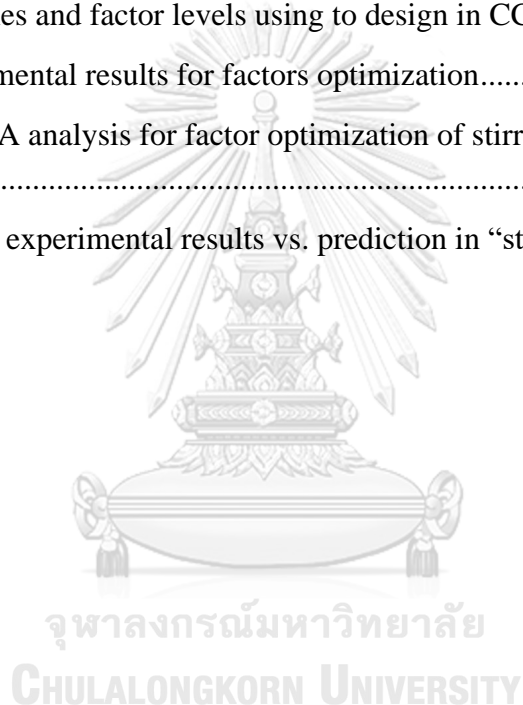 es and factor levels using to design in CC
mental results for factors optimization......
A analysis for factor optimization of stirr
................................................................................
experimental results vs. prediction in “st
จุฬาลงกรณ์มหาวิทยาลัย
CHULALONGKORN UNIVERSITY